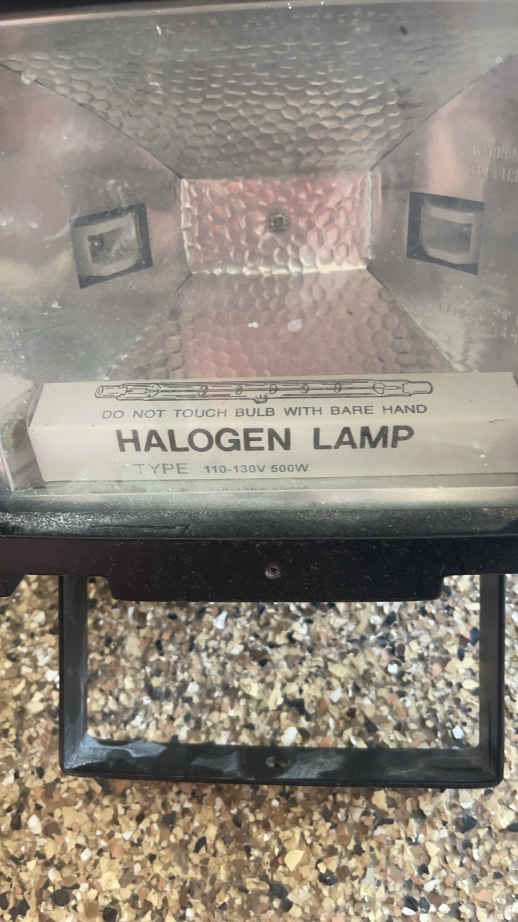 DO NOT TOUCH BULB WITH BARE HAND
HALOGEN LAMP
TYPE 110-130V 500W